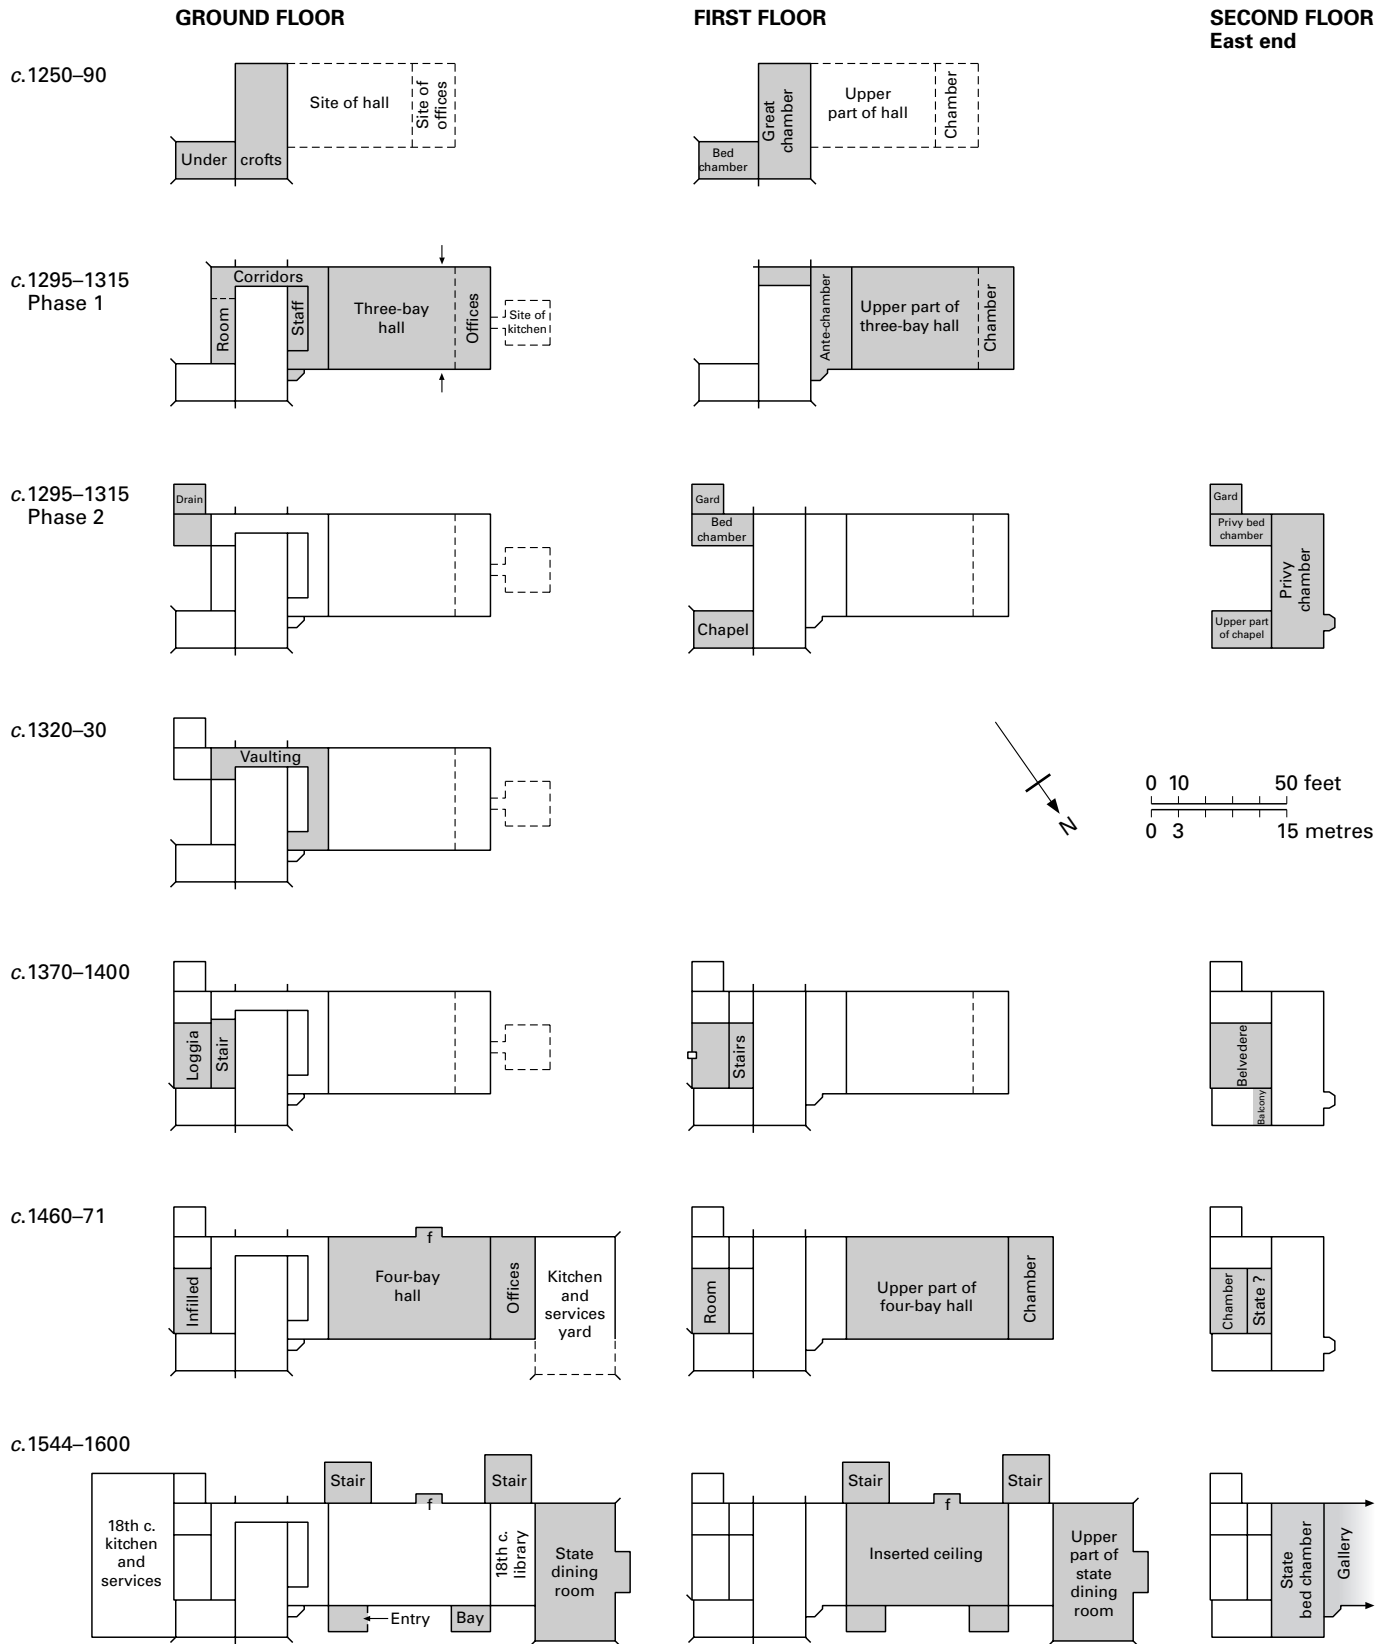 GROUND FLOOR
FIRST FLOOR
SECOND FLOOR
East end
c.1250–90
Site of hall
Site of
offices
Under
crofts
Great
chamber
Upper
part of hall
Chamber
Bed
chamber
c.1295–1315
Phase 1
Corridors
Room
Staff
Three-bay
hall
Offices
Site of
kitchen
Ante-chamber
Upper part of
three-bay hall
Chamber
c.1295–1315
Phase 2
Drain
Gard
Bed
chamber
Chapel
Gard
Privy bed
chamber
Privy
chamber
Upper part
of chapel
c.1320–30
Vaulting
N
0 10 50 feet
0 3 15 metres
c.1370–1400
Loggia
Stair
Stairs
Belvedere
Balcony
c.1460–71
Infilled
f
Four-bay
hall
Offices
Kitchen
and
services
yard
Room
Upper part of
four-bay hall
Chamber
Chamber
State ?
c.1544–1600
18th c.
kitchen
and
services
Stair
f
Stair
18th c.
library
State
dining
room
Entry
Bay
Stair
f
Stair
Inserted ceiling
Upper
part of
state
dining
room
State
bed chamber
Gallery